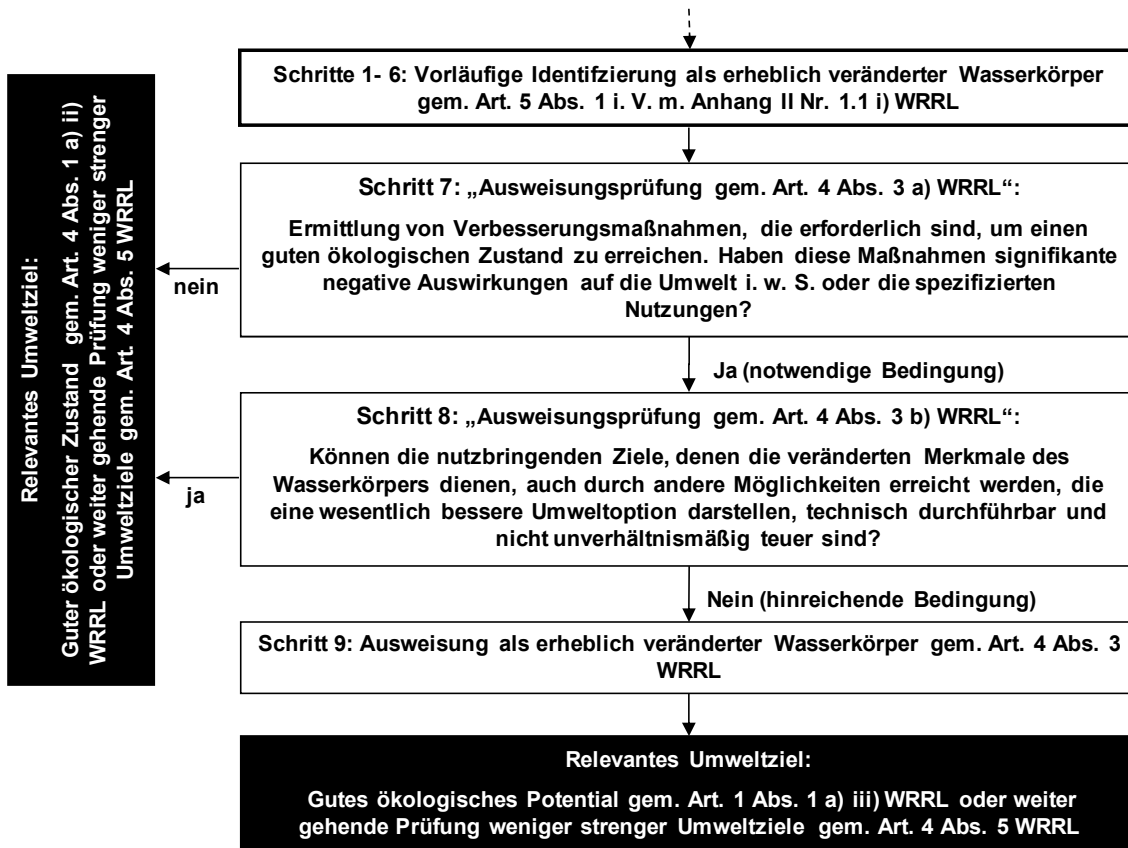 Schritte 1- 6: Vorläufige Identifzierung als erheblich veränderter Wasserkörper
gem. Art. 5 Abs. 1 i. V. m. Anhang II Nr. 1.1 i) WRRL
Schritt 7: „Ausweisungsprüfung gem. Art. 4 Abs. 3 a) WRRL“:
Ermittlung von Verbesserungsmaßnahmen, die erforderlich sind, um einen
guten ökologischen Zustand zu erreichen. Haben diese Maßnahmen signifikante
negative Auswirkungen auf die Umwelt i. w. S. oder die spezifizierten
Nutzungen?
nein
Ja (notwendige Bedingung)
Schritt 8: „Ausweisungsprüfung gem. Art. 4 Abs. 3 b) WRRL“:
Können die nutzbringenden Ziele, denen die veränderten Merkmale des
Wasserkörpers dienen, auch durch andere Möglichkeiten erreicht werden, die
eine wesentlich bessere Umweltoption darstellen, technisch durchführbar und
nicht unverhältnismäßig teuer sind?
ja
Nein (hinreichende Bedingung)
Schritt 9: Ausweisung als erheblich veränderter Wasserkörper gem. Art. 4 Abs. 3
WRRL
Relevantes Umweltziel:
Gutes ökologisches Potential gem. Art. 1 Abs. 1 a) iii) WRRL oder weiter
gehende Prüfung weniger strenger Umweltziele gem. Art. 4 Abs. 5 WRRL
Relevantes Umweltziel:
Guter ökologischer Zustand gem. Art. 4 Abs. 1 a) ii)
WRRL oder weiter gehende Prüfung weniger strenger
Umweltziele gem. Art. 4 Abs. 5 WRRL